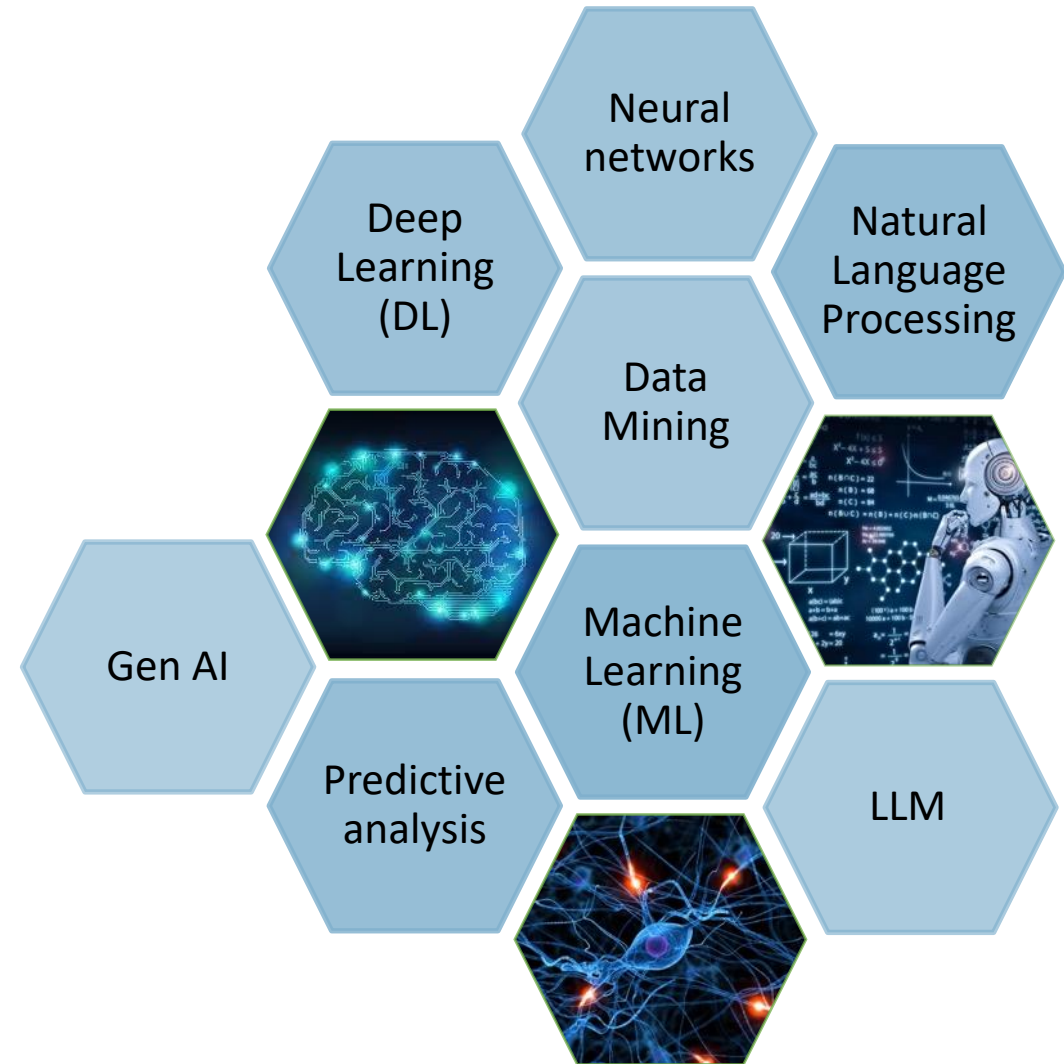 Neural
networks
Deep
Learning
(DL)
Natural
Language
Processing
Data
Mining
Gen AI
Machine
Learning
(ML)
Predictive
analysis
LLM